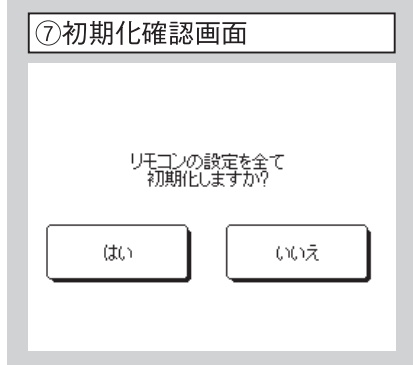 ⑦初期化確認画面
リモコンの設定を全て
初期化しますか?
はい
いいえ